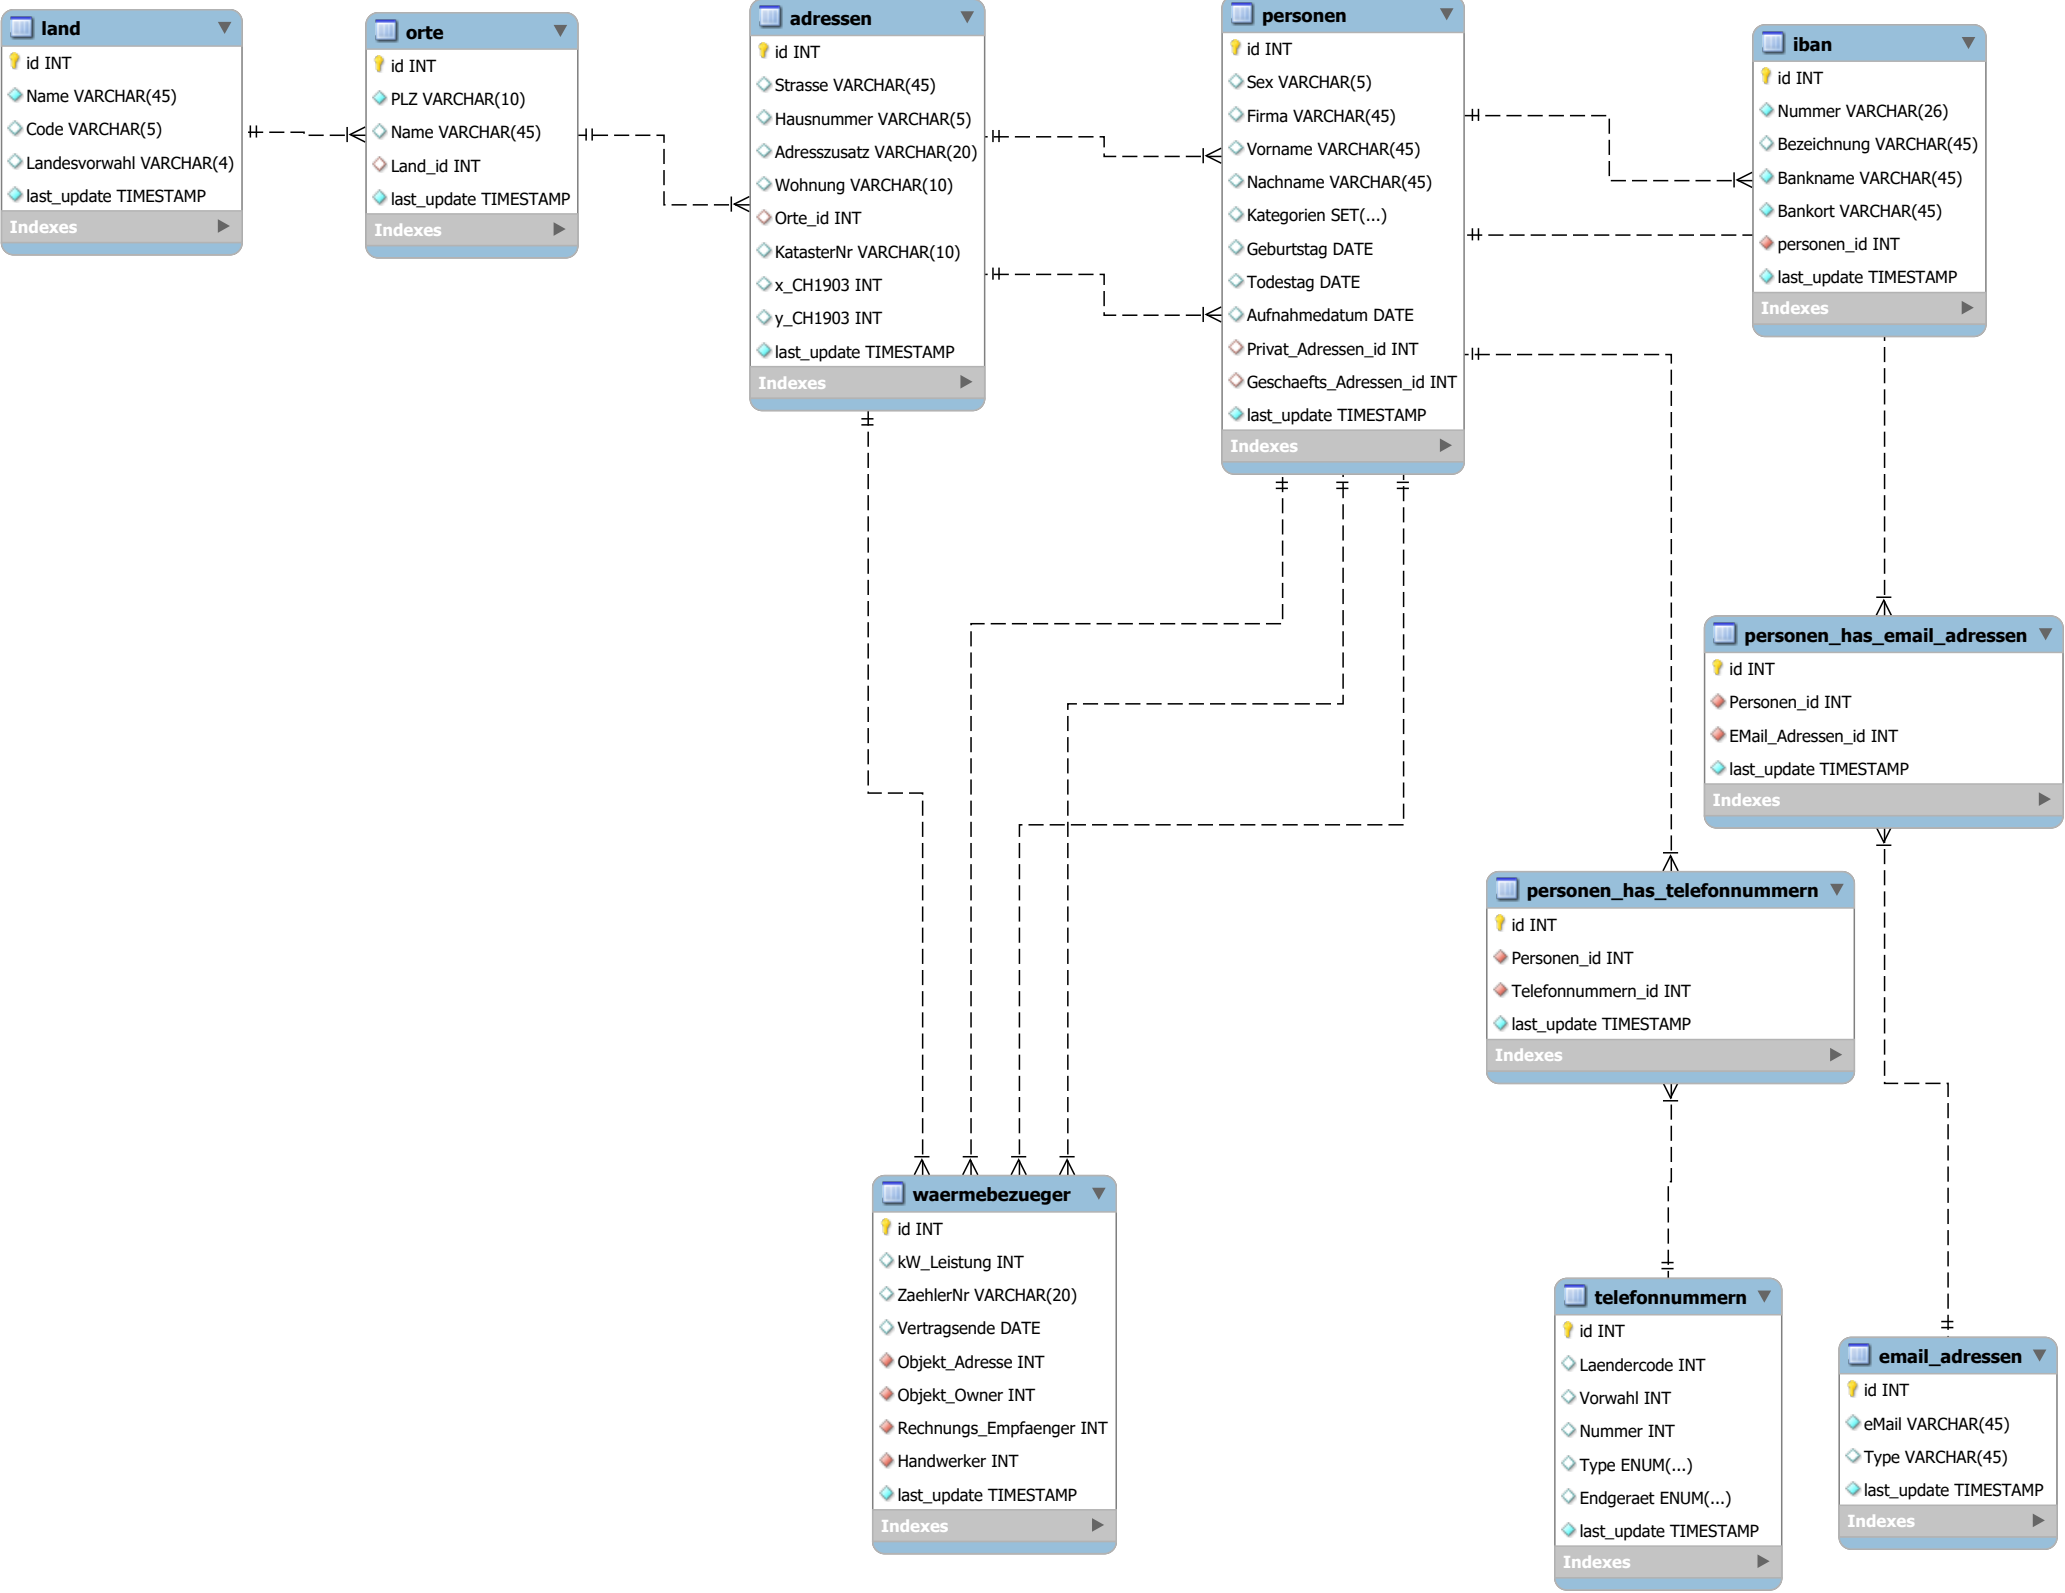 land
id INT
Name VARCHAR(45)
Code VARCHAR(5)
Landesvorwahl VARCHAR(4)
last_update TIMESTAMP
Indexes
orte
id INT
PLZ VARCHAR(10)
Name VARCHAR(45)
Land_id INT
last_update TIMESTAMP
Indexes
adressen
id INT
Strasse VARCHAR(45)
Hausnummer VARCHAR(5)
Adresszusatz VARCHAR(20)
Wohnung VARCHAR(10)
Orte_id INT
KatasterNr VARCHAR(10)
x_CH1903 INT
y_CH1903 INT
last_update TIMESTAMP
Indexes
personen
id INT
Sex VARCHAR(5)
Firma VARCHAR(45)
Vorname VARCHAR(45)
Nachname VARCHAR(45)
Kategorien SET(...)
Geburtstag DATE
Todestag DATE
Aufnahmedatum DATE
Privat_Adressen_id INT
Geschaefts_Adressen_id INT
last_update TIMESTAMP
Indexes
iban
id INT
Nummer VARCHAR(26)
Bezeichnung VARCHAR(45)
Bankname VARCHAR(45)
Bankort VARCHAR(45)
personen_id INT
last_update TIMESTAMP
Indexes
personen_has_email_adressen
id INT
Personen_id INT
EMail_Adressen_id INT
last_update TIMESTAMP
Indexes
personen_has_telefonnummern
id INT
Personen_id INT
Telefonnummern_id INT
last_update TIMESTAMP
Indexes
waermebezueger
id INT
kW_Leistung INT
ZaehlerNr VARCHAR(20)
Vertragsende DATE
Objekt_Adresse INT
Objekt_Owner INT
Rechnungs_Empfaenger INT
Handwerker INT
last_update TIMESTAMP
Indexes
telefonnummern
id INT
Laendercode INT
Vorwahl INT
Nummer INT
Type ENUM(...)
Endgeraet ENUM(...)
last_update TIMESTAMP
Indexes
email_adressen
id INT
eMail VARCHAR(45)
Type VARCHAR(45)
last_update TIMESTAMP
Indexes